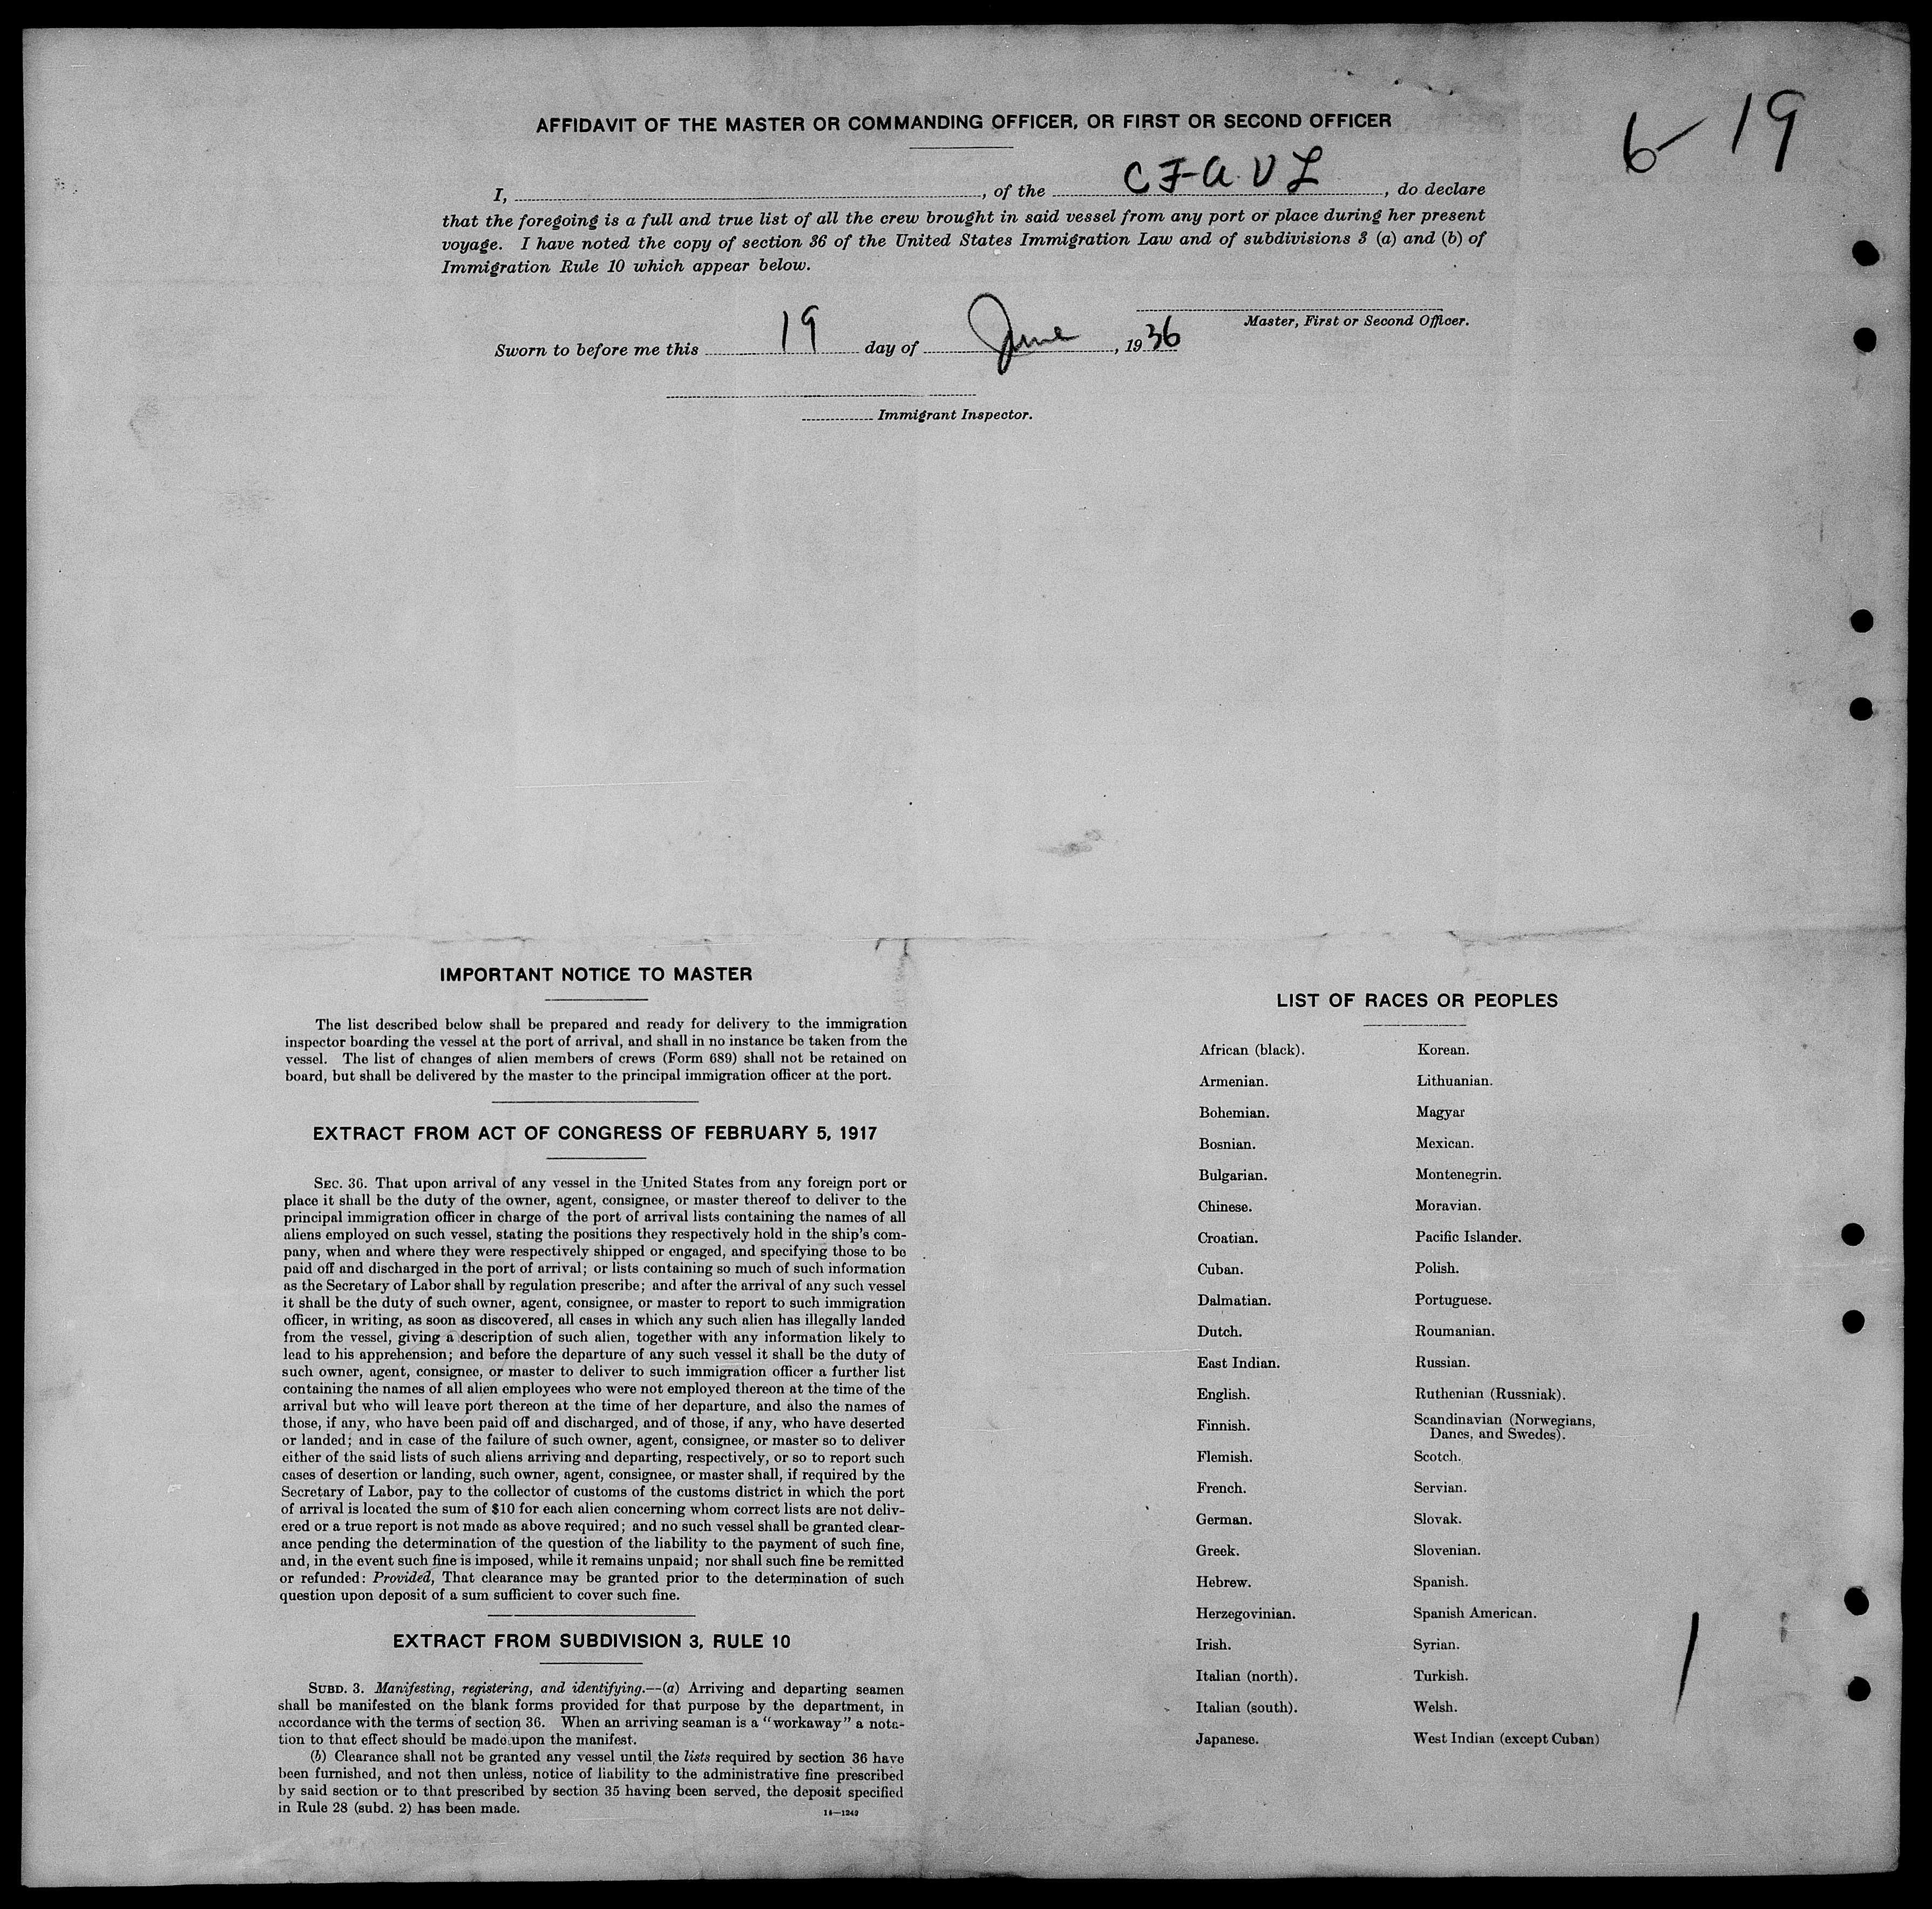 6-19
AFFIDAVIT OF THE MASTER OR COMMANDING OFFICER, OR FIRST OR SECOND OFFICER
I, , of the CF-AVL, do declare
that the foregoing is a full and true list of all the crew brought in said vessel from any port or place during her present
voyage. I have noted the copy of section 36 of the United States Immigration Law and of subdivisions 3 (a) and (b) of
Immigration Rule 10 which appear below.
Master, First or Second Officer.
Sworn to before me this 19 day of June, 1936
Immigrant Inspector.
IMPORTANT NOTICE TO MASTER
The list described below shall be prepared and ready for delivery to the immigration
inspector boarding the vessel at the port of arrival, and shall in no instance be taken from the
vessel. The list of changes of alien members of crews (Form 689) shall not be retained on
board, but shall be delivered by the master to the principal immigration officer at the port.
EXTRACT FROM ACT OF CONGRESS OF FEBRUARY 5, 1917
SEC. 36. That upon arrival of any vessel in the United States from any foreign port or
place it shall be the duty of the owner, agent, consignee, or master thereof to deliver to the
principal immigration officer in charge of the port of arrival lists containing the names of all
aliens employed on such vessel, stating the positions they respectively hold in the ship's com-
pany, when and where they were respectively shipped or engaged, and specifying those to be
paid off and discharged in the port of arrival; or lists containing so much of such information
as the Secretary of Labor shall by regulation prescribe; and after the arrival of any such vessel
it shall be the duty of such owner, agent, consignee, or master to report to such immigration
officer, in writing, as soon as discovered, all cases in which any such alien has illegally landed
from the vessel, giving a description of such alien, together with any information likely to
lead to his apprehension; and before the departure of any such vessel it shall be the duty of
such owner, agent, consignee, or master to deliver to such immigration officer a further list
containing the names of all alien employees who were not employed thereon at the time of the
arrival but who will leave port thereon at the time of her departure, and also the names of
those, if any, who have been paid off and discharged, and of those, if any, who have deserted
or landed; and in case of the failure of such owner, agent, consignee, or master so to deliver
either of the said lists of such aliens arriving and departing, respectively, or so to report such
cases of desertion or landing, such owner, agent, consignee, or master shall, if required by the
Secretary of Labor, pay to the collector of customs of the customs district in which the port
of arrival is located the sum of $10 for each alien concerning whom correct lists are not deliv-
ered or a true report is not made as above required; and no such vessel shall be granted clear-
ance pending the determination of the question of the liability to the payment of such fine,
and, in the event such fine is imposed, while it remains unpaid; nor shall such fine be remitted
or refunded: Provided, That clearance may be granted prior to the determination of such
question upon deposit of a sum sufficient to cover such fine.
EXTRACT FROM SUBDIVISION 3, RULE 10
SUBD. 3. Manifesting, registering, and identifying.--(a) Arriving and departing seamen
shall be manifested on the blank forms provided for that purpose by the department, in
accordance with the terms of section 36. When an arriving seaman is a "workaway" a nota-
tion to that effect should be made upon the manifest.
(b) Clearance shall not be granted any vessel until the lists required by section 36 have
been furnished, and not then unless, notice of liability to the administrative fine prescribed
by said section or to that prescribed by section 35 having been served, the deposit specified
in Rule 28 (subd. 2) has been made.
14—1240
LIST OF RACES OR PEOPLES
African (black). Korean.
Armenian. Lithuanian.
Bohemian. Magyar
Bosnian. Mexican.
Bulgarian. Montenegrin.
Chinese. Moravian.
Croatian. Pacific Islander.
Cuban. Polish.
Dalmatian. Portuguese.
Dutch. Roumanian.
East Indian. Russian.
English. Ruthenian (Russniak).
Finnish. Scandinavian (Norwegians,
Danes, and Swedes).
Flemish. Scotch.
French. Servian.
German. Slovak.
Greek. Slovenian.
Hebrew. Spanish.
Herzegovinian. Spanish American.
Irish. Syrian.
Italian (north). Turkish.
Italian (south). Welsh.
Japanese. West Indian (except Cuban)
1